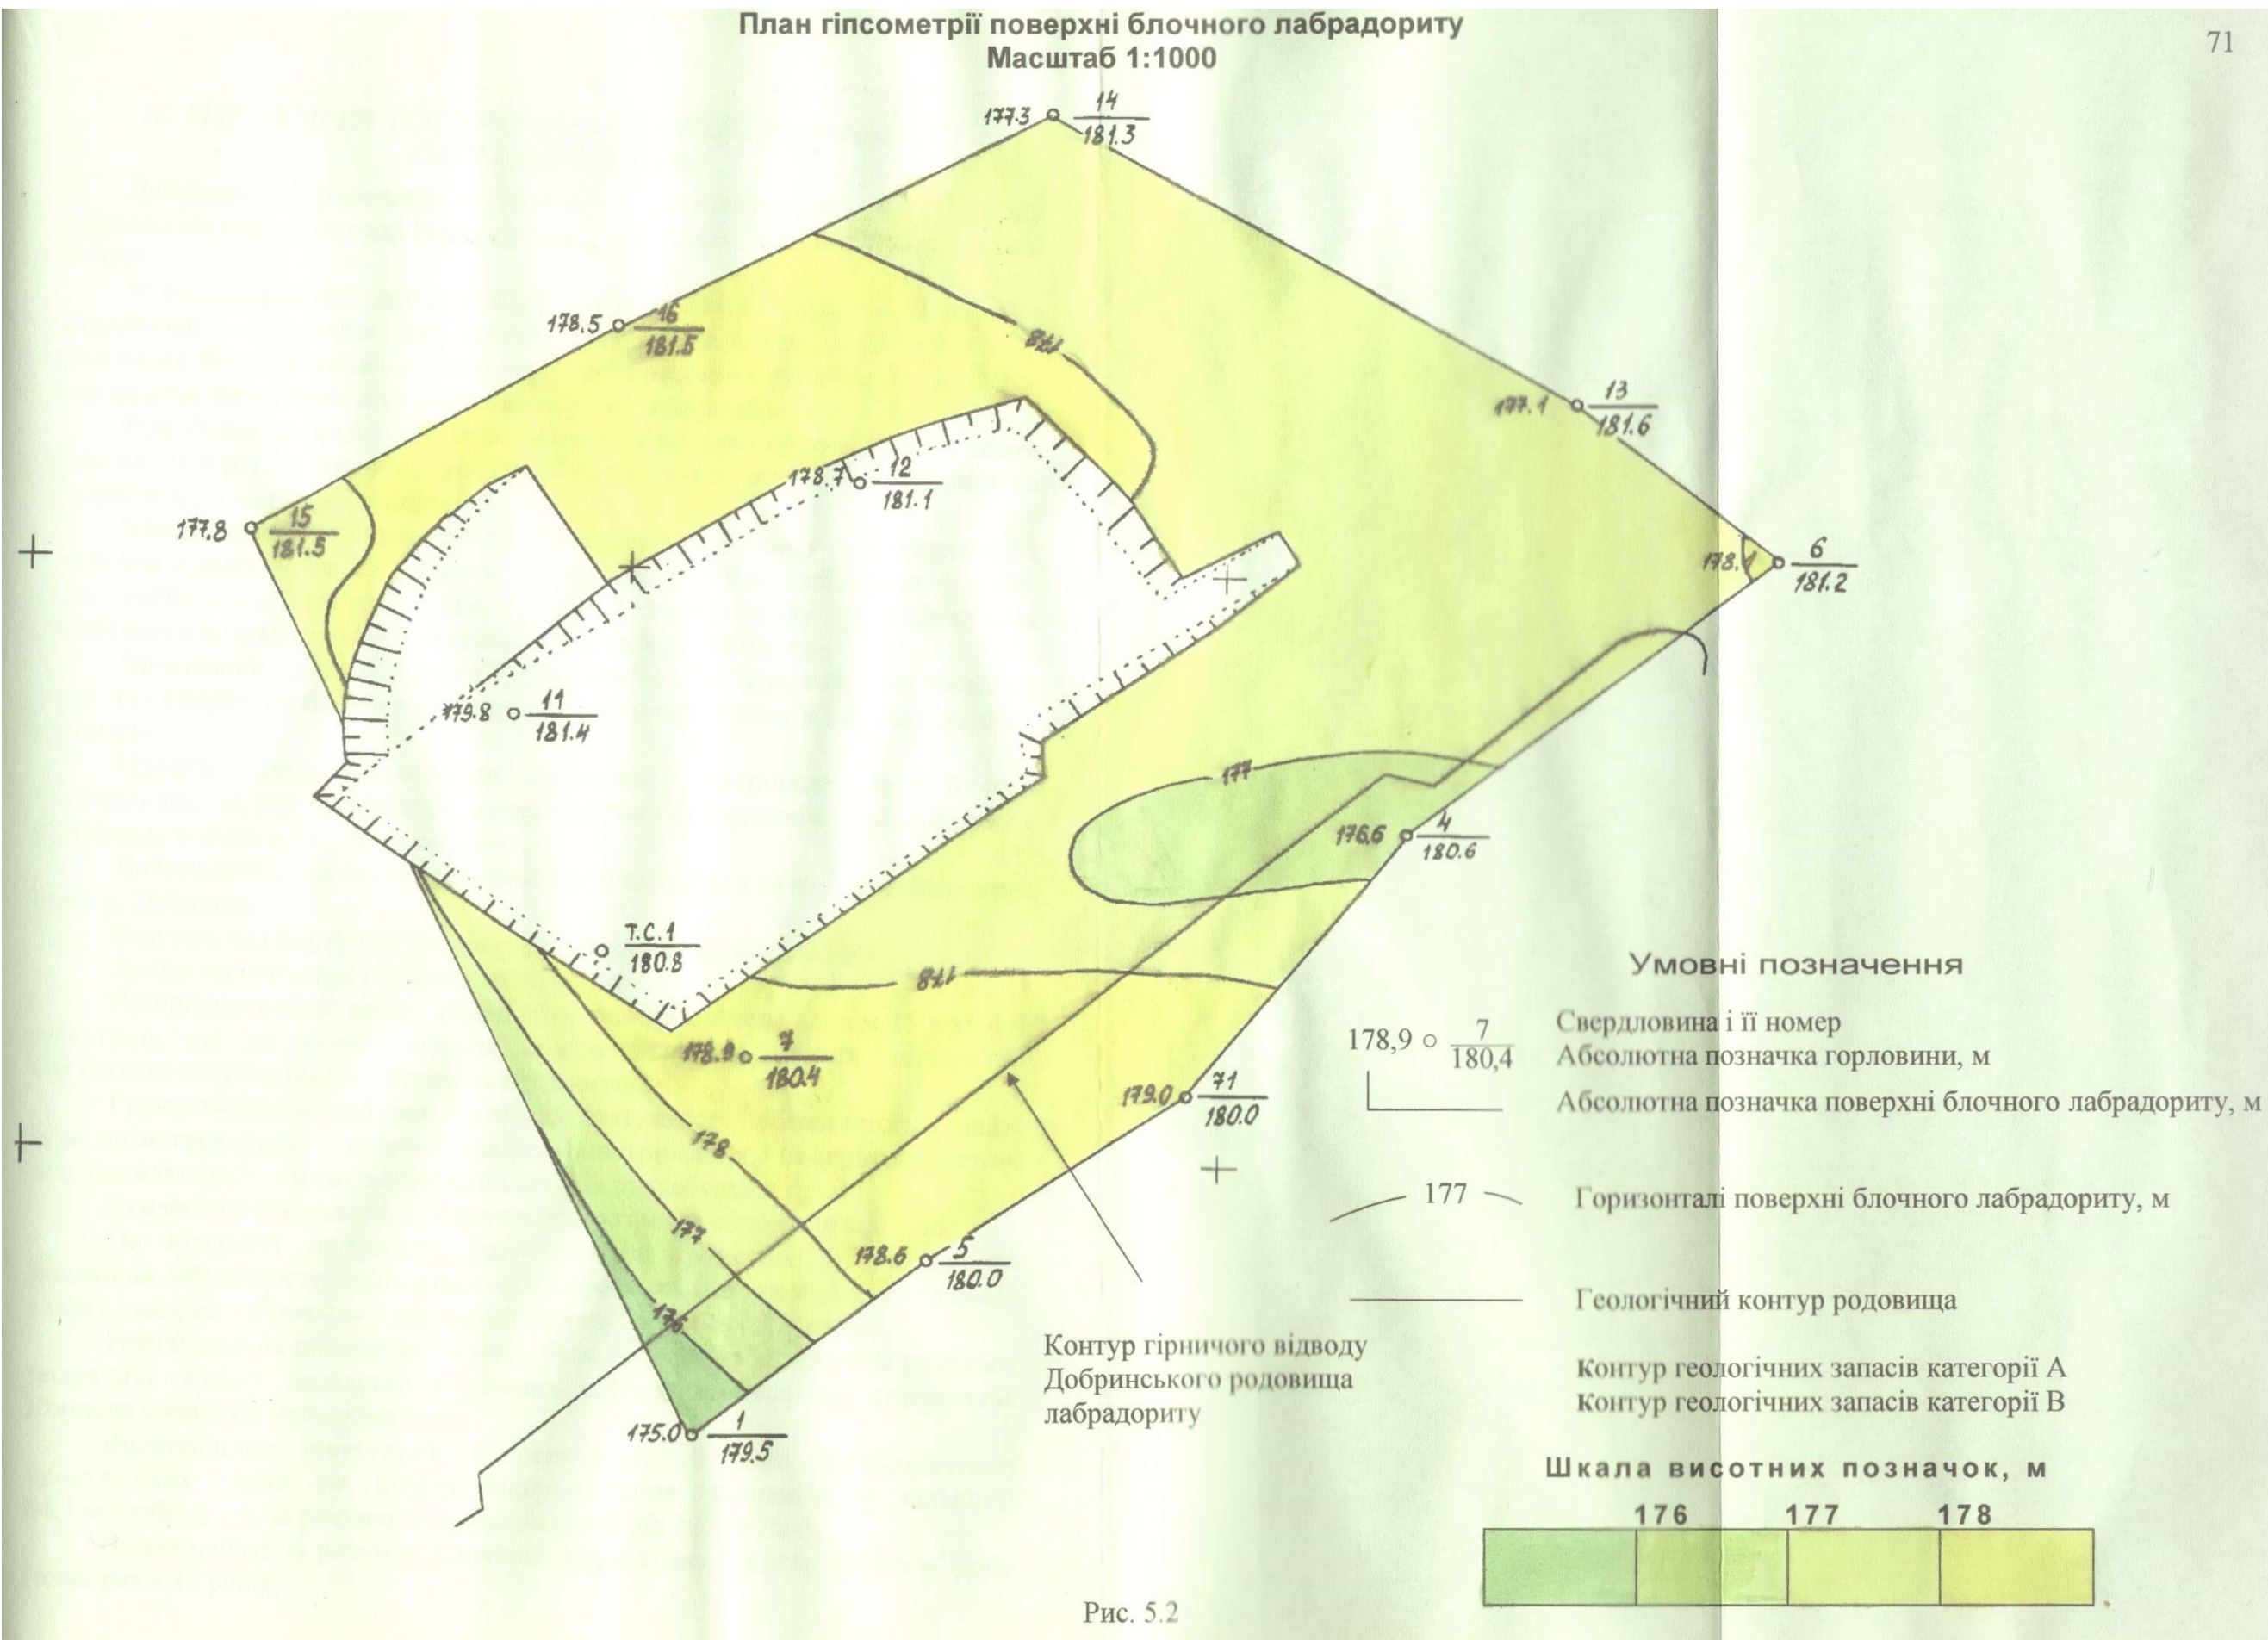 План гіпсометрії поверхні блочного лабрадориту
Масштаб 1:1000
71
177.3 14
181.3
178.5 16
181.5
178
177.1 13
181.6
178.7 12
181.1
177.8 15
181.5
178.1 6
181.2
179.8 11
181.4
177
176.6 4
180.6
Т.С.1
180.8
178
178.9 7
180.4
179.0 71
180.0
178
177
178.6 5
180.0
176
175.0 1
179.5
Контур гірничого відводу
Добринського родовища
лабрадориту
Умовні позначення
178,9 7
180,4
Свердловина і її номер
Абсолютна позначка горловини, м
Абсолютна позначка поверхні блочного лабрадориту, м
177 Горизонталі поверхні блочного лабрадориту, м
Геологічний контур родовища
Контур геологічних запасів категорії А
Контур геологічних запасів категорії В
Шкала висотних позначок, м
176 177 178
Рис. 5.2